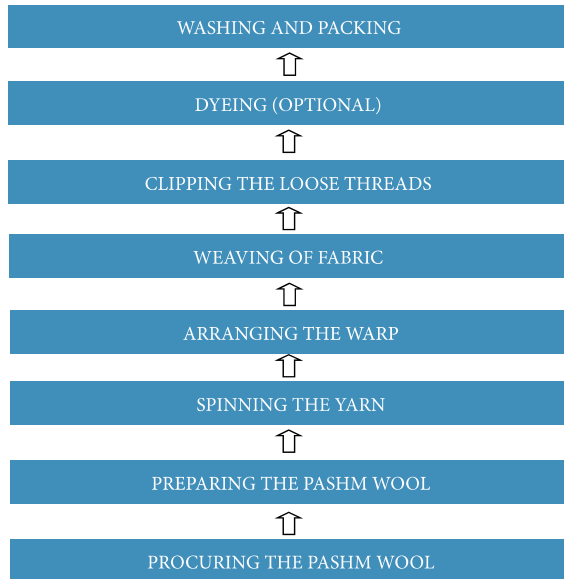 WASHING AND PACKING
DYEING (OPTIONAL)
CLIPPING THE LOOSE THREADS
WEAVING OF FABRIC
ARRANGING THE WARP
SPINNING THE YARN
PREPARING THE PASHM WOOL
PROCURING THE PASHM WOOL